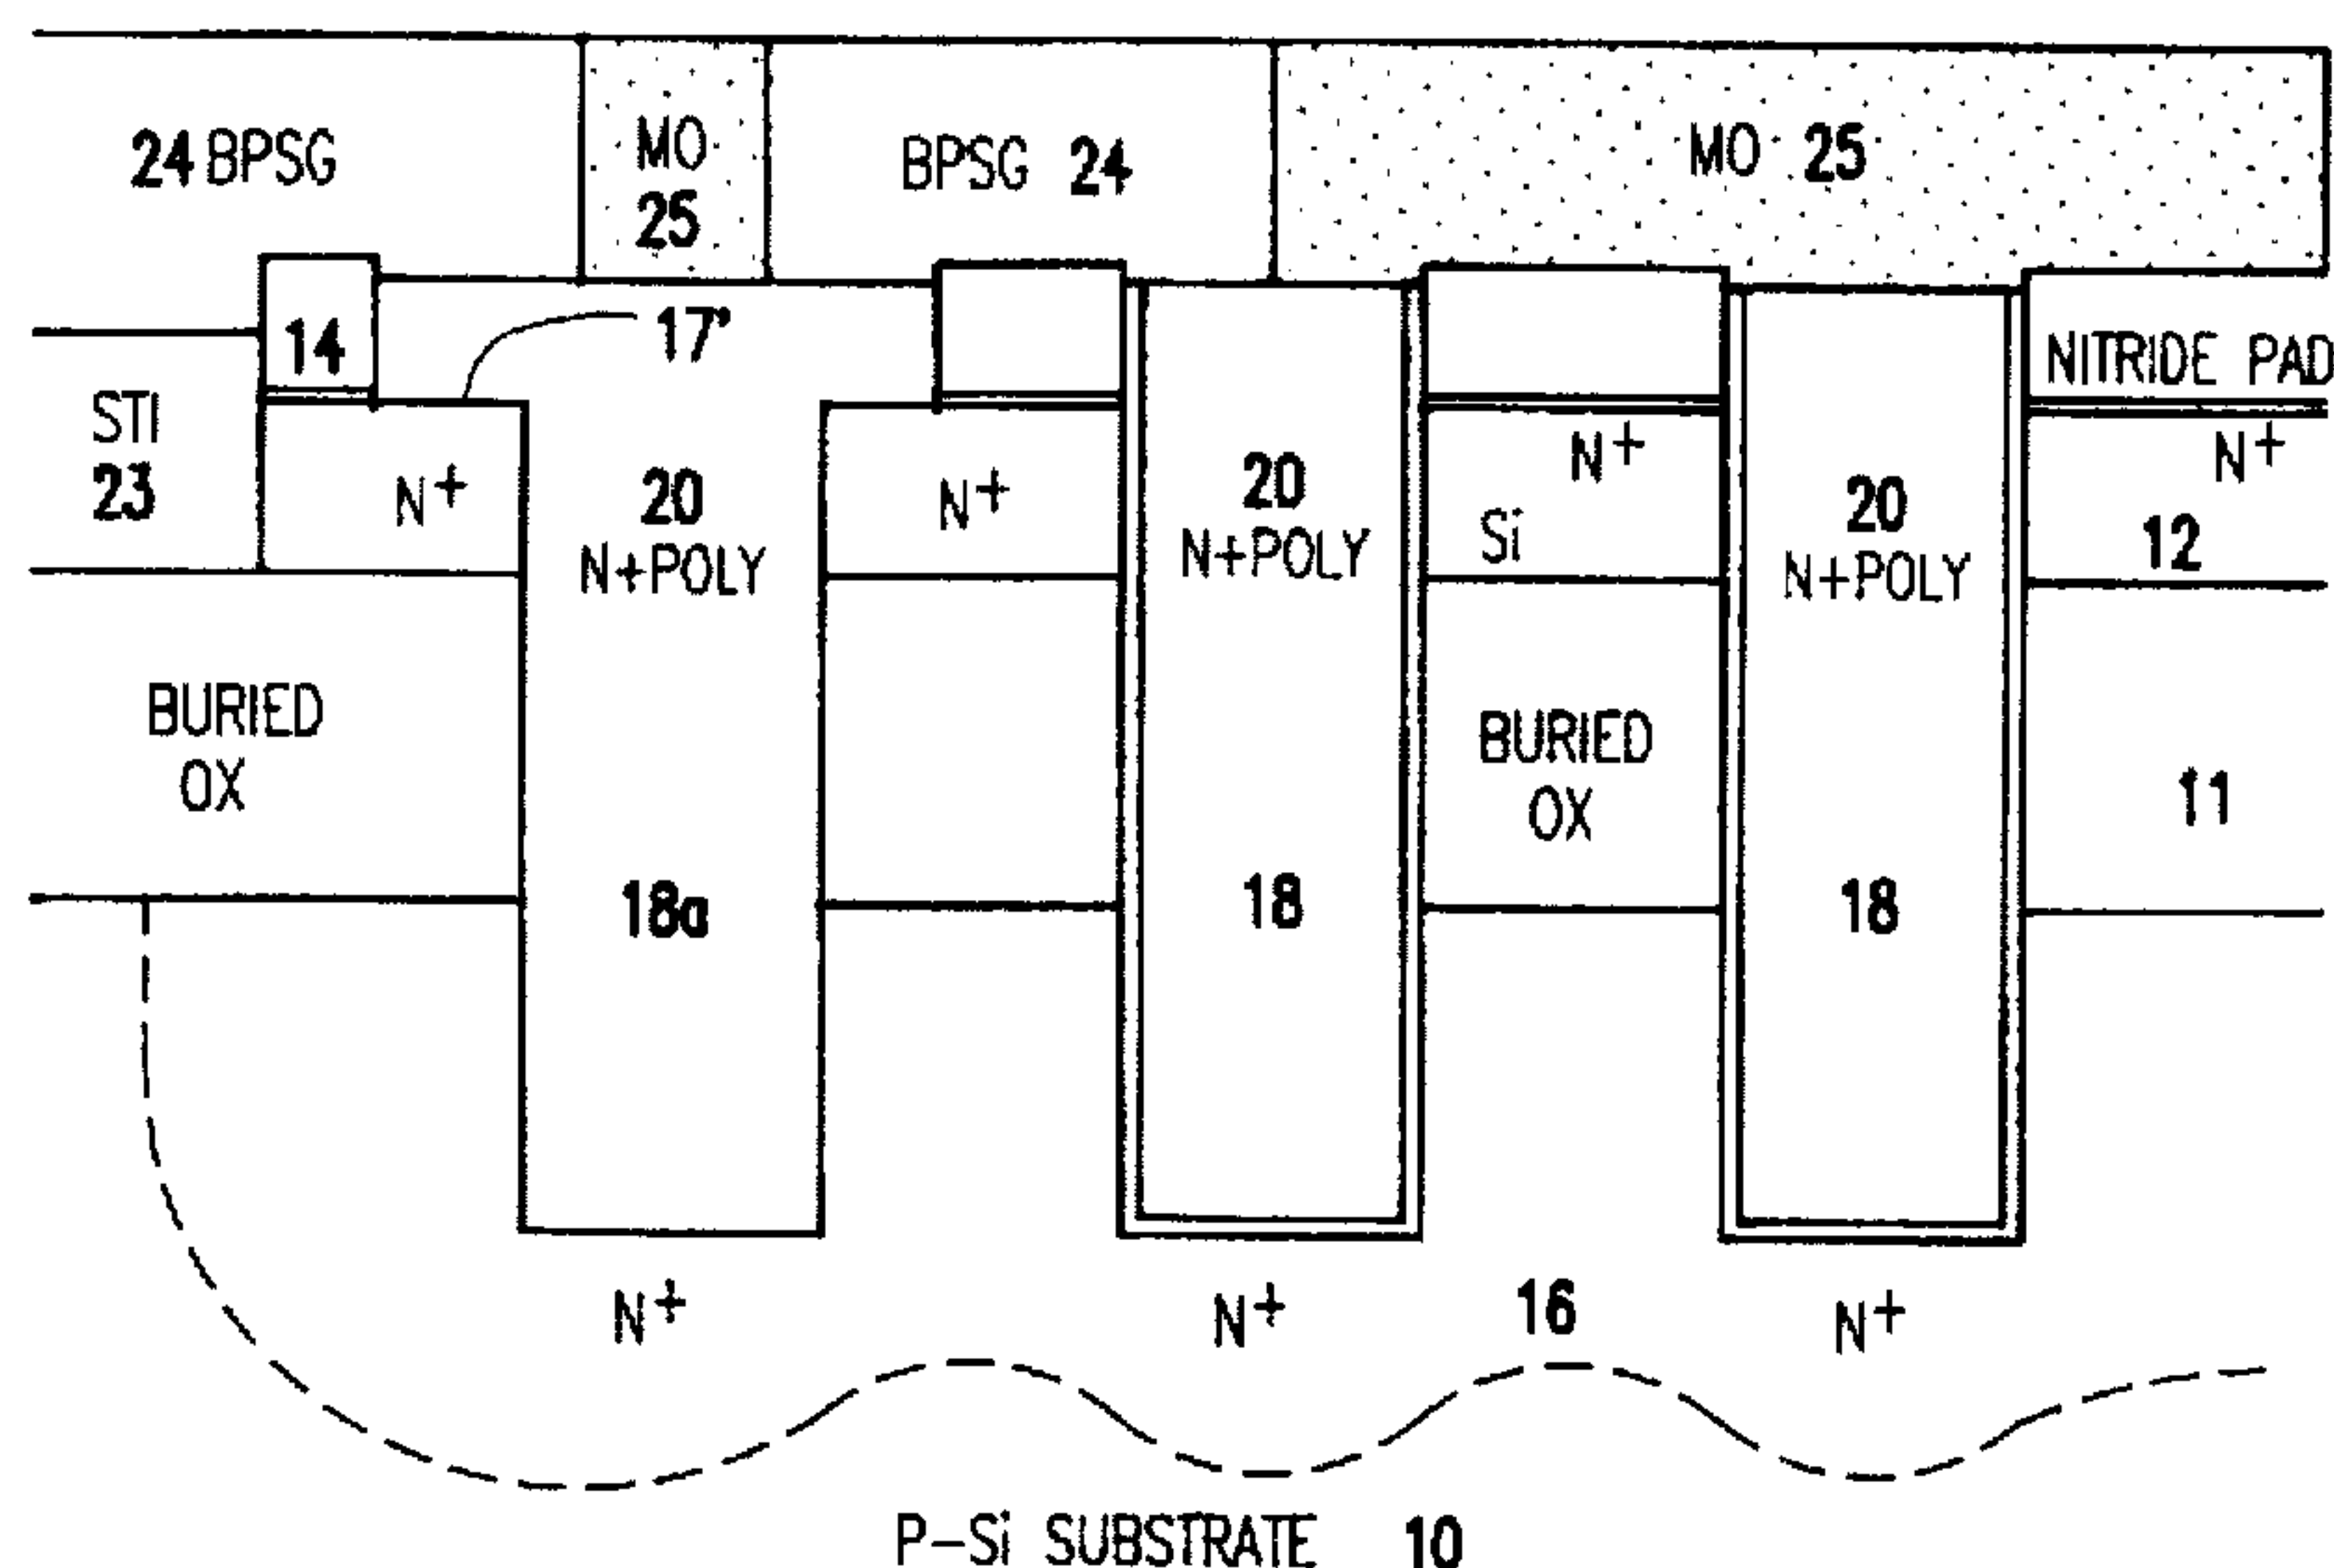 24 BPSG
MO
25
BPSG 24
MO 25
14
17'
NITRIDE PAD
STI
23
N+
20
N+POLY
N+
20
N+POLY
N+
Si
20
N+POLY
N+
12
BURIED
OX
BURIED
OX
11
18a
18
18
N+
N+
16
N+
P-Si SUBSTRATE 10